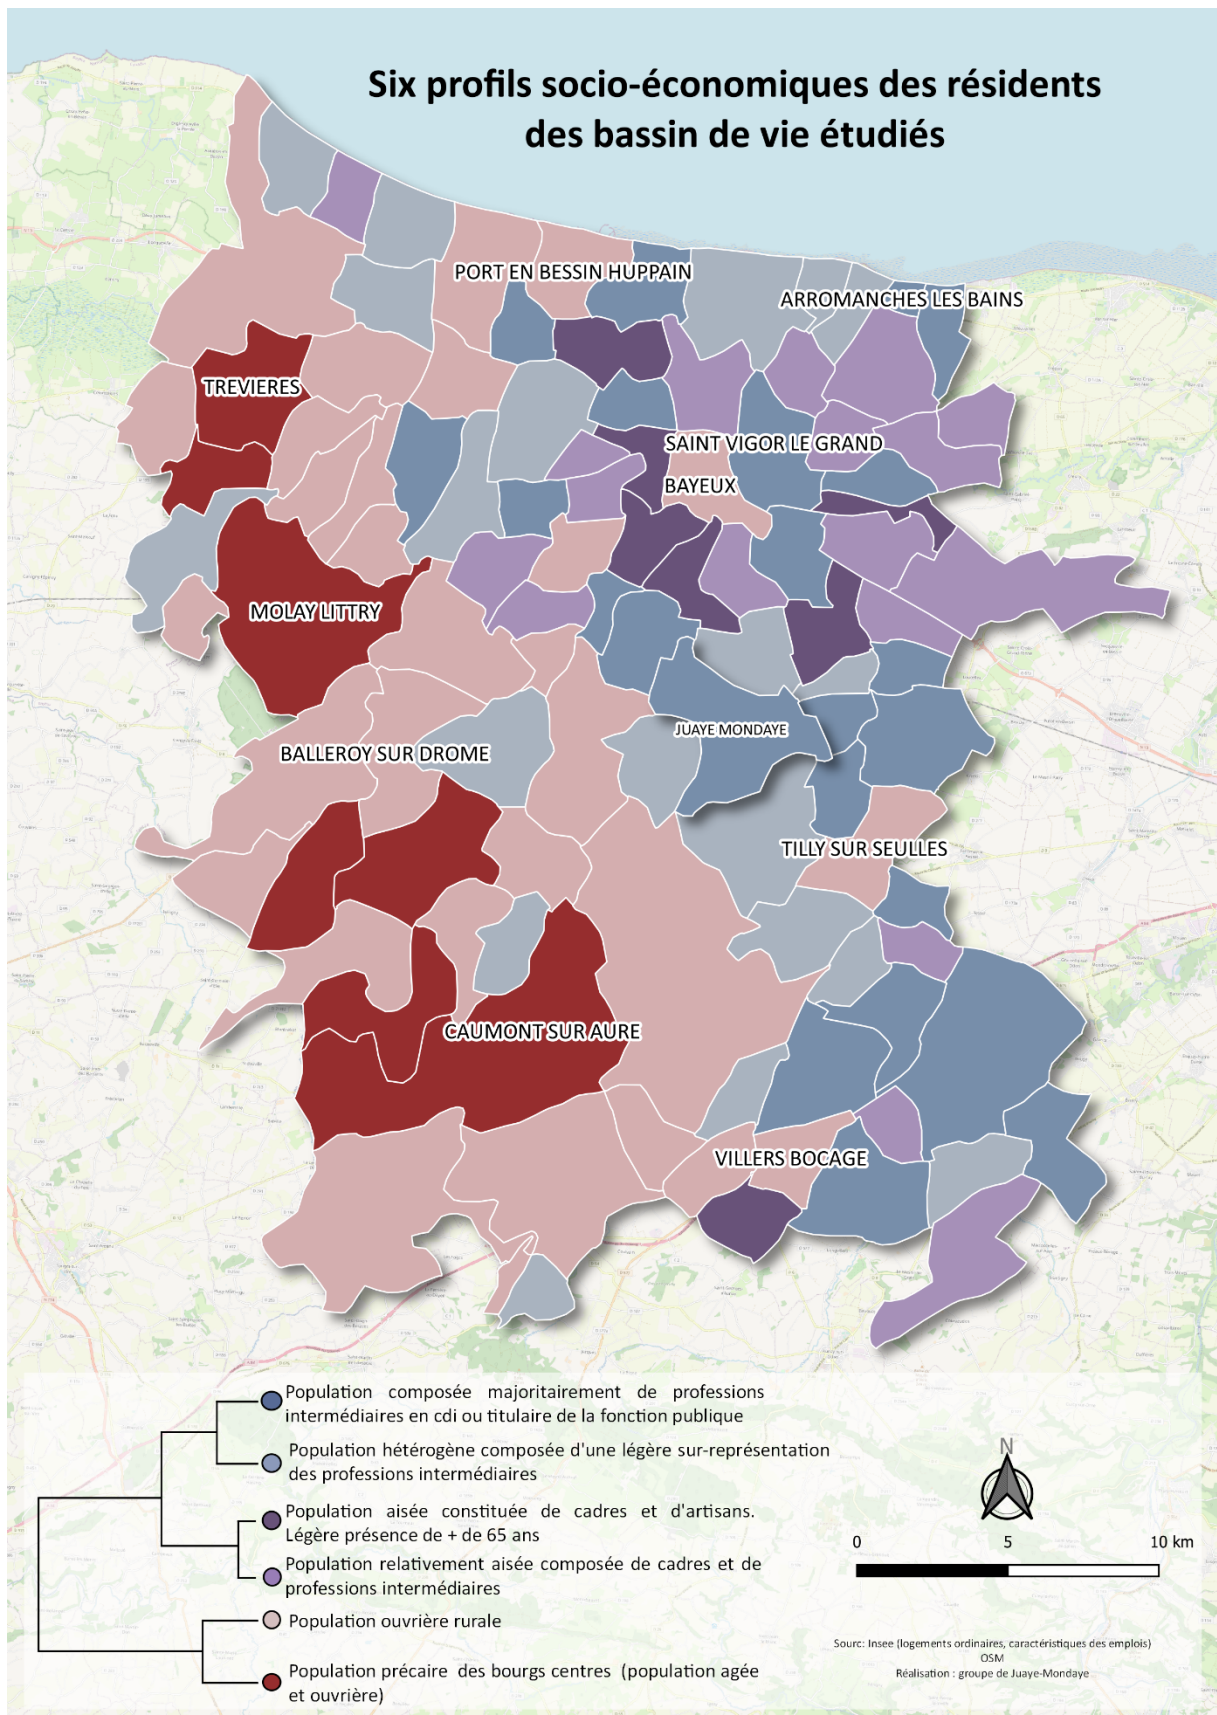 Six profils socio-économiques des résidents
des bassin de vie étudiés
PORT EN BESSIN HUPPAIN
ARROMANCHES LES BAINS
TREVIERES
SAINT VIGOR LE GRAND
BAYEUX
MOLAY LITTRY
JUAYE MONDAYE
BALLEROY SUR DROME
TILLY SUR SEULLES
CAUMONT SUR AURE
VILLERS BOCAGE
Population composée majoritairement de professions
intermédiaires en cdi ou titulaire de la fonction publique
Population hétérogène composée d'une légère sur-représentation
des professions intermédiaires
Population aisée constituée de cadres et d'artisans.
Légère présence de + de 65 ans
Population relativement aisée composée de cadres et de
professions intermédiaires
Population ouvrière rurale
Population précaire des bourgs centres (population agée
et ouvrière)
N
0 5 10 km
Sourc: Insee (logements ordinaires, caractéristiques des emplois)
OSM
Réalisation : groupe de Juaye-Mondaye